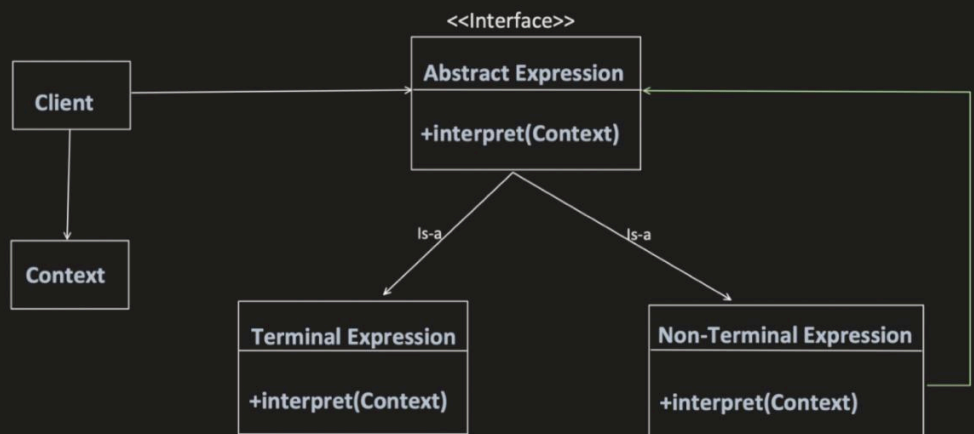 <<Interface>>
Abstract Expression
Client
+interpret(Context)
Is-a
Is-a
Context
Terminal Expression
Non-Terminal Expression
+interpret(Context)
+interpret(Context)